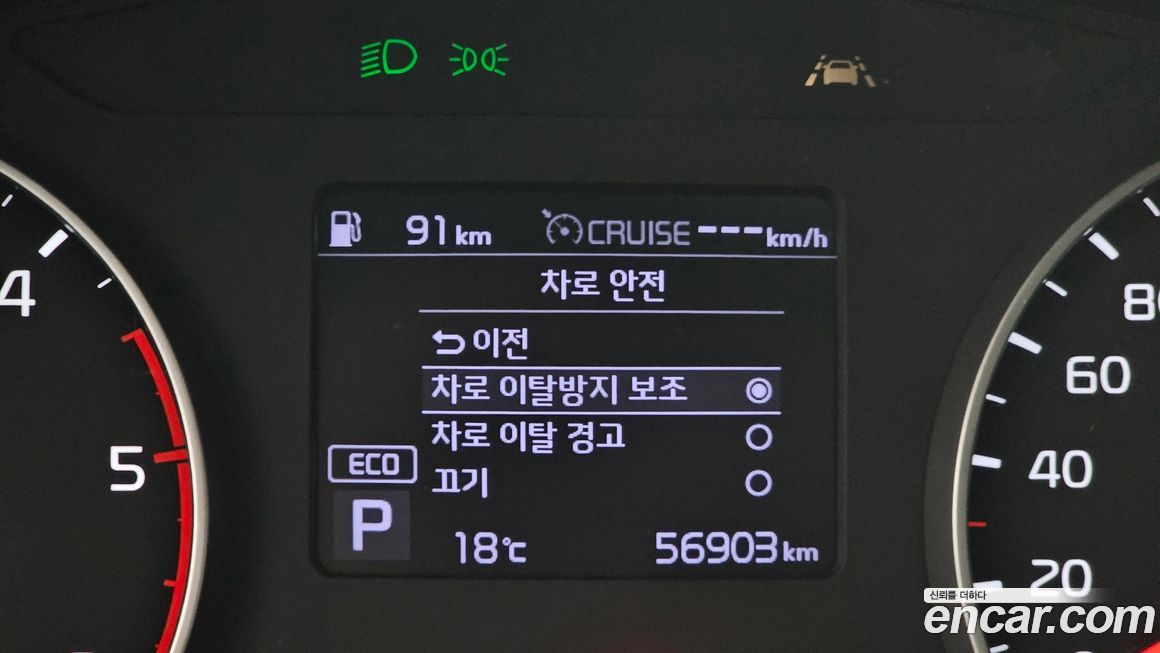 91 km CRUISE --- km/h
차로 안전
이전
차로 이탈방지 보조
차로 이탈 경고
끄기
ECO
P
18℃ 56903 km
4
5
60
40
20
신뢰를 더하다
encar.com